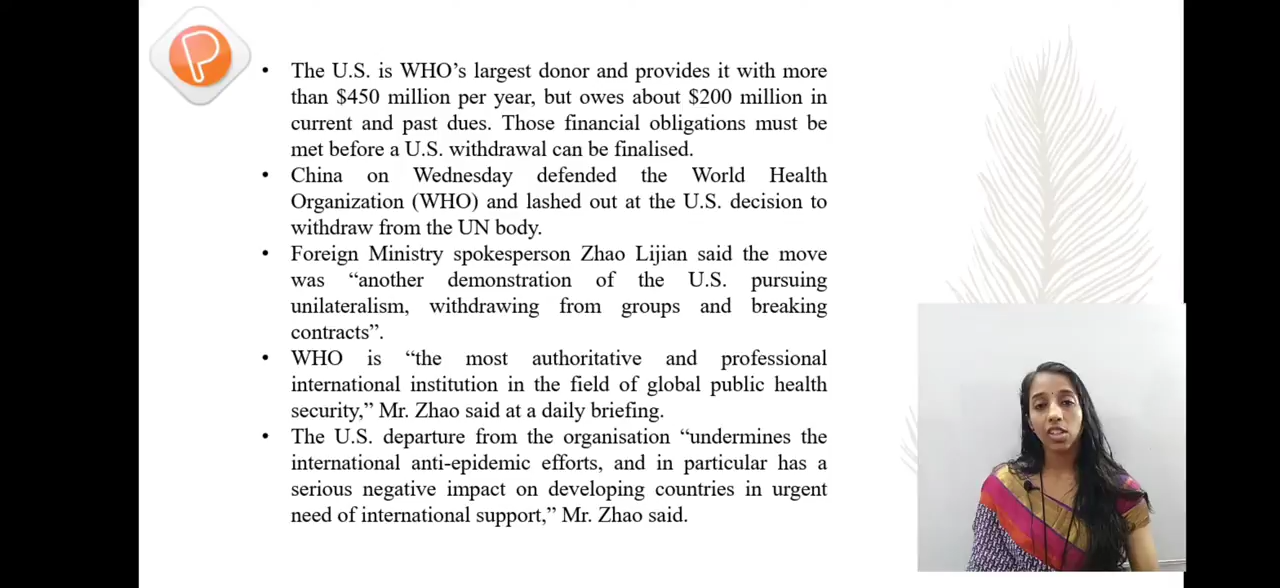 P
• The U.S. is WHO’s largest donor and provides it with more
than $450 million per year, but owes about $200 million in
current and past dues. Those financial obligations must be
met before a U.S. withdrawal can be finalised.
• China on Wednesday defended the World Health
Organization (WHO) and lashed out at the U.S. decision to
withdraw from the UN body.
• Foreign Ministry spokesperson Zhao Lijian said the move
was “another demonstration of the U.S. pursuing
unilateralism, withdrawing from groups and breaking
contracts”.
• WHO is “the most authoritative and professional
international institution in the field of global public health
security,” Mr. Zhao said at a daily briefing.
• The U.S. departure from the organisation “undermines the
international anti-epidemic efforts, and in particular has a
serious negative impact on developing countries in urgent
need of international support,” Mr. Zhao said.